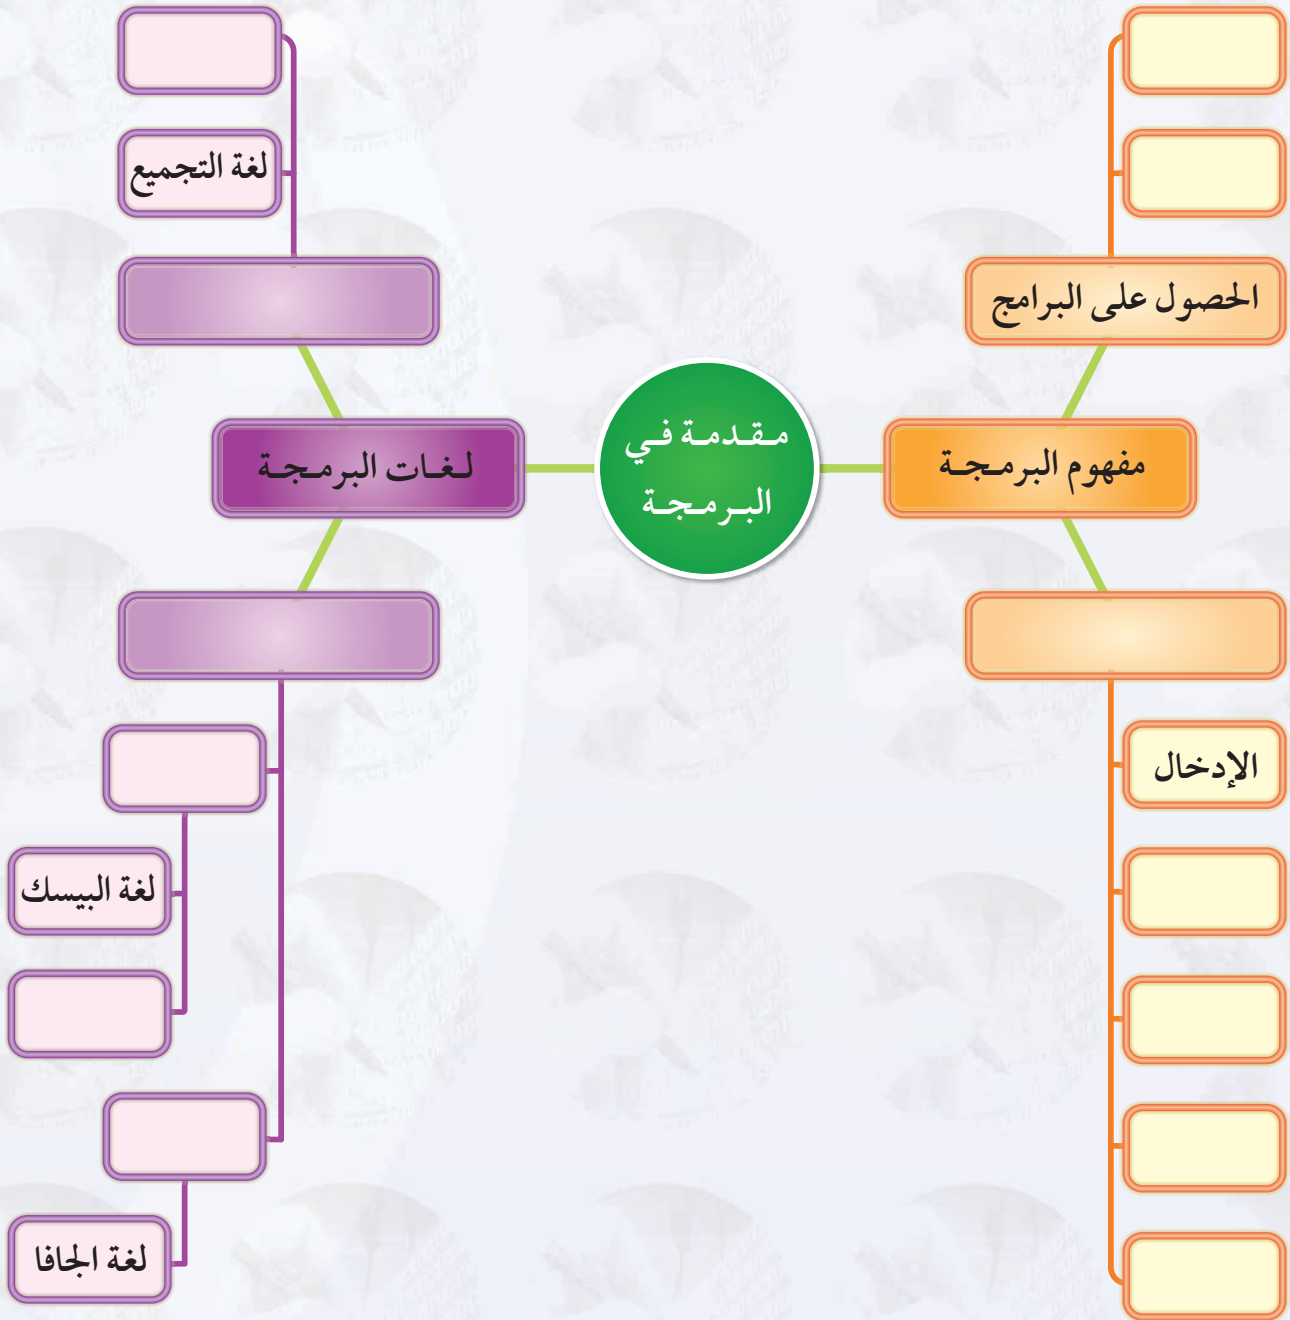 لغة التجميع
الحصول على البرامج
مقدمة في
البرمجة
مفهوم البرمجة
لغات البرمجة
الإدخال
لغة البيسك
لغة الجافا